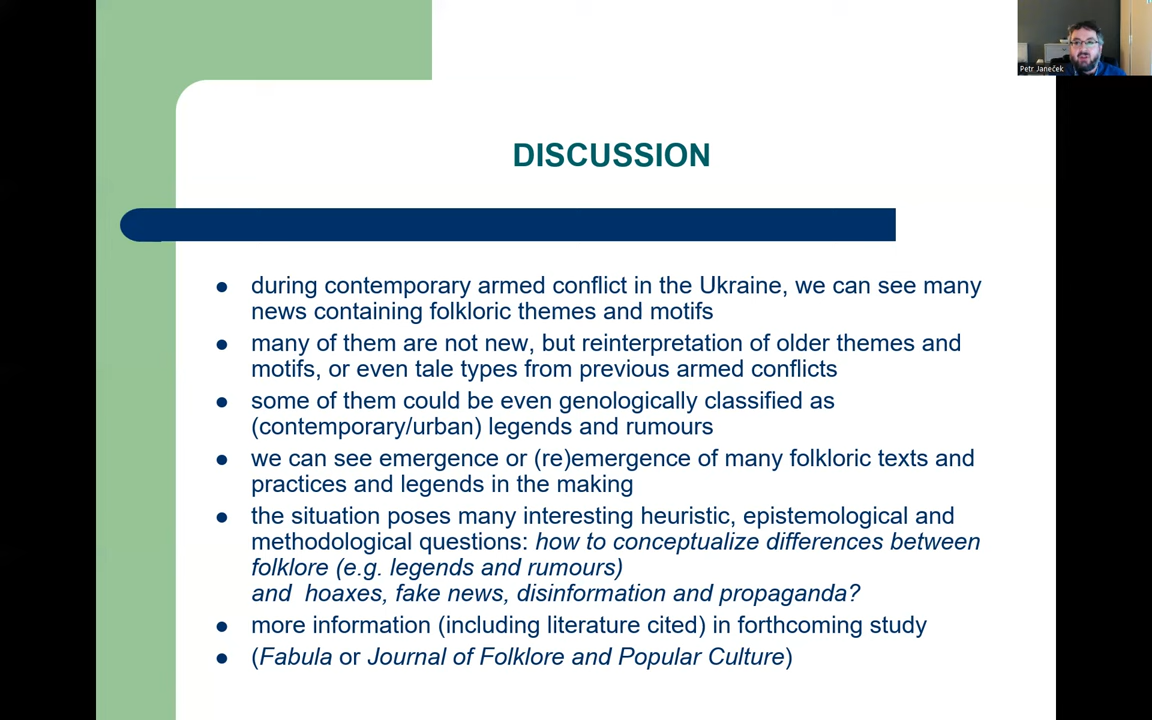 Petr Janeček
DISCUSSION
during contemporary armed conflict in the Ukraine, we can see many
news containing folkloric themes and motifs
many of them are not new, but reinterpretation of older themes and
motifs, or even tale types from previous armed conflicts
some of them could be even genologically classified as
(contemporary/urban) legends and rumours
we can see emergence or (re)emergence of many folkloric texts and
practices and legends in the making
the situation poses many interesting heuristic, epistemological and
methodological questions: how to conceptualize differences between
folklore (e.g. legends and rumours)
and  hoaxes, fake news, disinformation and propaganda?
more information (including literature cited) in forthcoming study
(Fabula or Journal of Folklore and Popular Culture)